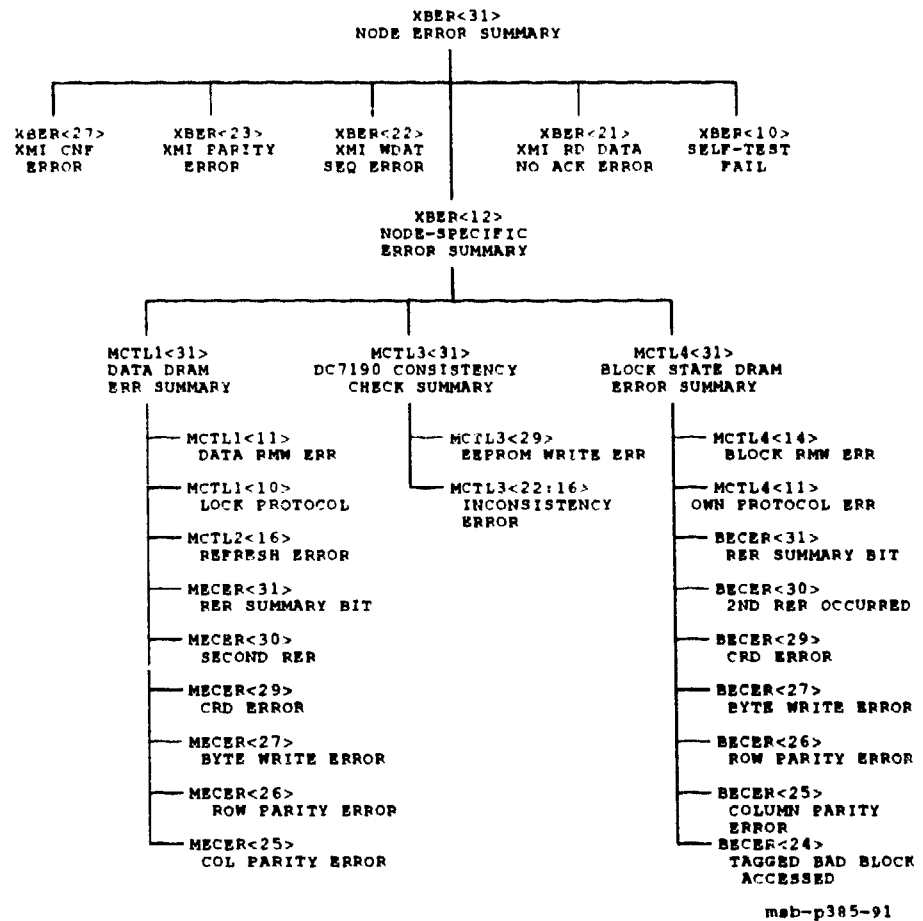 XBER<31>
NODE ERROR SUMMARY
XBER<27>
XMI CNF
ERROR
XBER<23>
XMI PARITY
ERROR
XBER<22>
XMI WDAT
SEQ ERROR
XBER<21>
XMI RD DATA
NO ACK ERROR
XBER<10>
SELF-TEST
FAIL
XBER<12>
NODE-SPECIFIC
ERROR SUMMARY
MCTL1<31>
DATA DRAM
ERR SUMMARY
MCTL1<11>
DATA RMW ERR
MCTL1<10>
LOCK PROTOCOL
MCTL2<16>
REFRESH ERROR
MECER<31>
RER SUMMARY BIT
MECER<30>
SECOND RER
MECER<29>
CRD ERROR
MECER<27>
BYTE WRITE ERROR
MECER<26>
ROW PARITY ERROR
MECER<25>
COL PARITY ERROR
MCTL3<31>
DC7190 CONSISTENCY
CHECK SUMMARY
MCTL3<29>
EEPROM WRITE ERR
MCTL3<22:16>
INCONSISTENCY
ERROR
MCTL4<31>
BLOCK STATE DRAM
ERROR SUMMARY
MCTL4<14>
BLOCK RMW ERR
MCTL4<11>
OWN PROTOCOL ERR
BECER<31>
RER SUMMARY BIT
BECER<30>
2ND RER OCCURRED
BECER<29>
CRD ERROR
BECER<27>
BYTE WRITE ERROR
BECER<26>
ROW PARITY ERROR
BECER<25>
COLUMN PARITY
ERROR
BECER<24>
TAGGED BAD BLOCK
ACCESSED
msb-p385-91